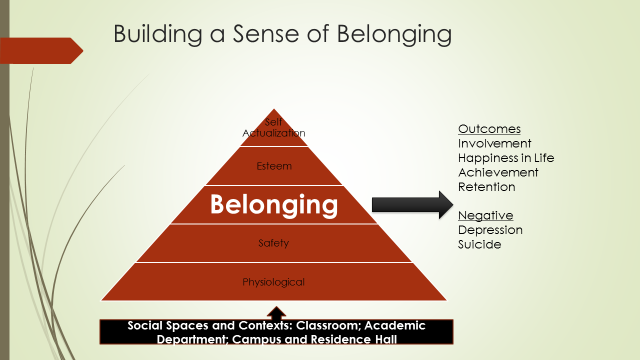 Building a Sense of Belonging
Self
Actualization
Esteem
Belonging
Safety
Physiological
Outcomes
Involvement
Happiness in Life
Achievement
Retention
Negative
Depression
Suicide
Social Spaces and Contexts: Classroom; Academic
Department; Campus and Residence Hall